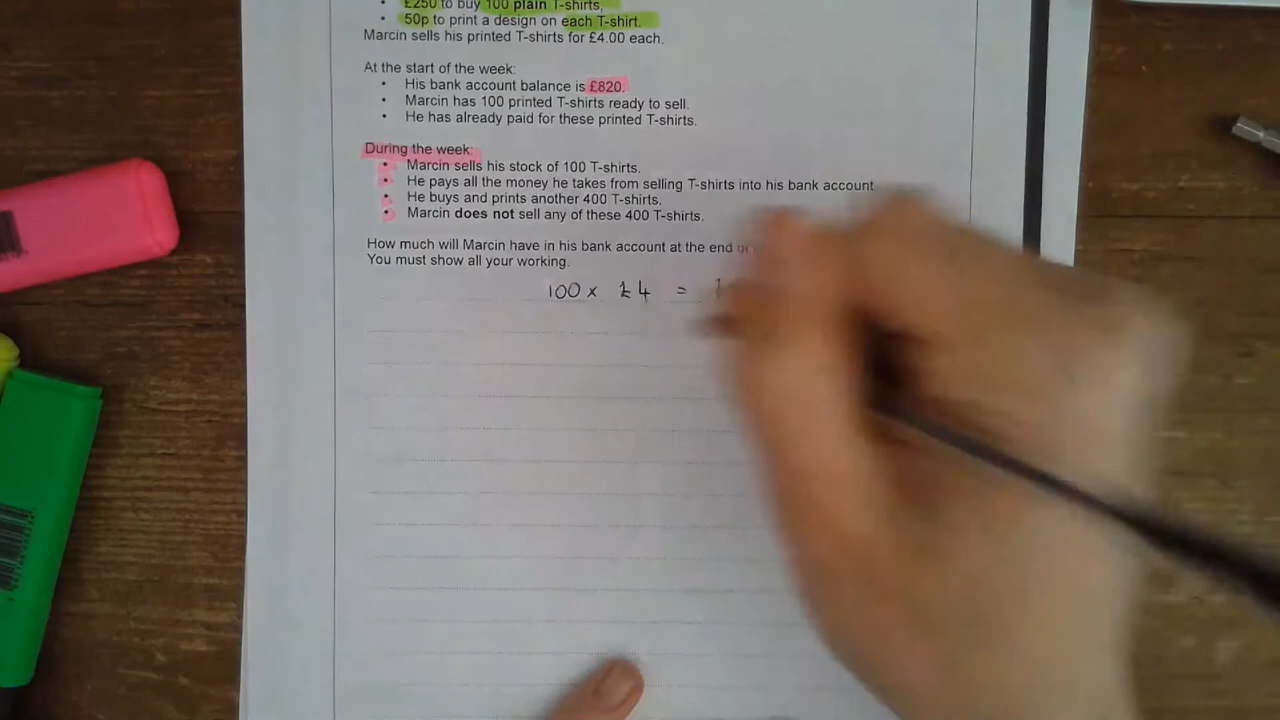 • £250 to buy 100 plain T-shirts,
• 50p to print a design on each T-shirt.
Marcin sells his printed T-shirts for £4.00 each.
At the start of the week:
• His bank account balance is £820.
• Marcin has 100 printed T-shirts ready to sell.
• He has already paid for these printed T-shirts.
During the week:
• Marcin sells his stock of 100 T-shirts.
• He pays all the money he takes from selling T-shirts into his bank account
• He buys and prints another 400 T-shirts.
• Marcin does not sell any of these 400 T-shirts.
How much will Marcin have in his bank account at the end
You must show all your working.
100 x £4 =